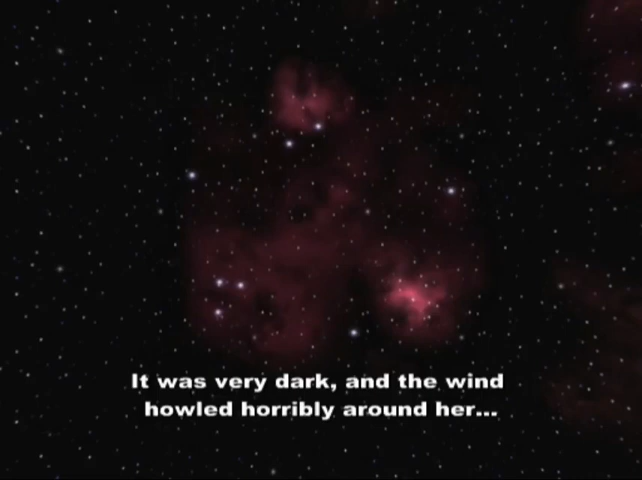 It was very dark, and the wind
howled horribly around her...